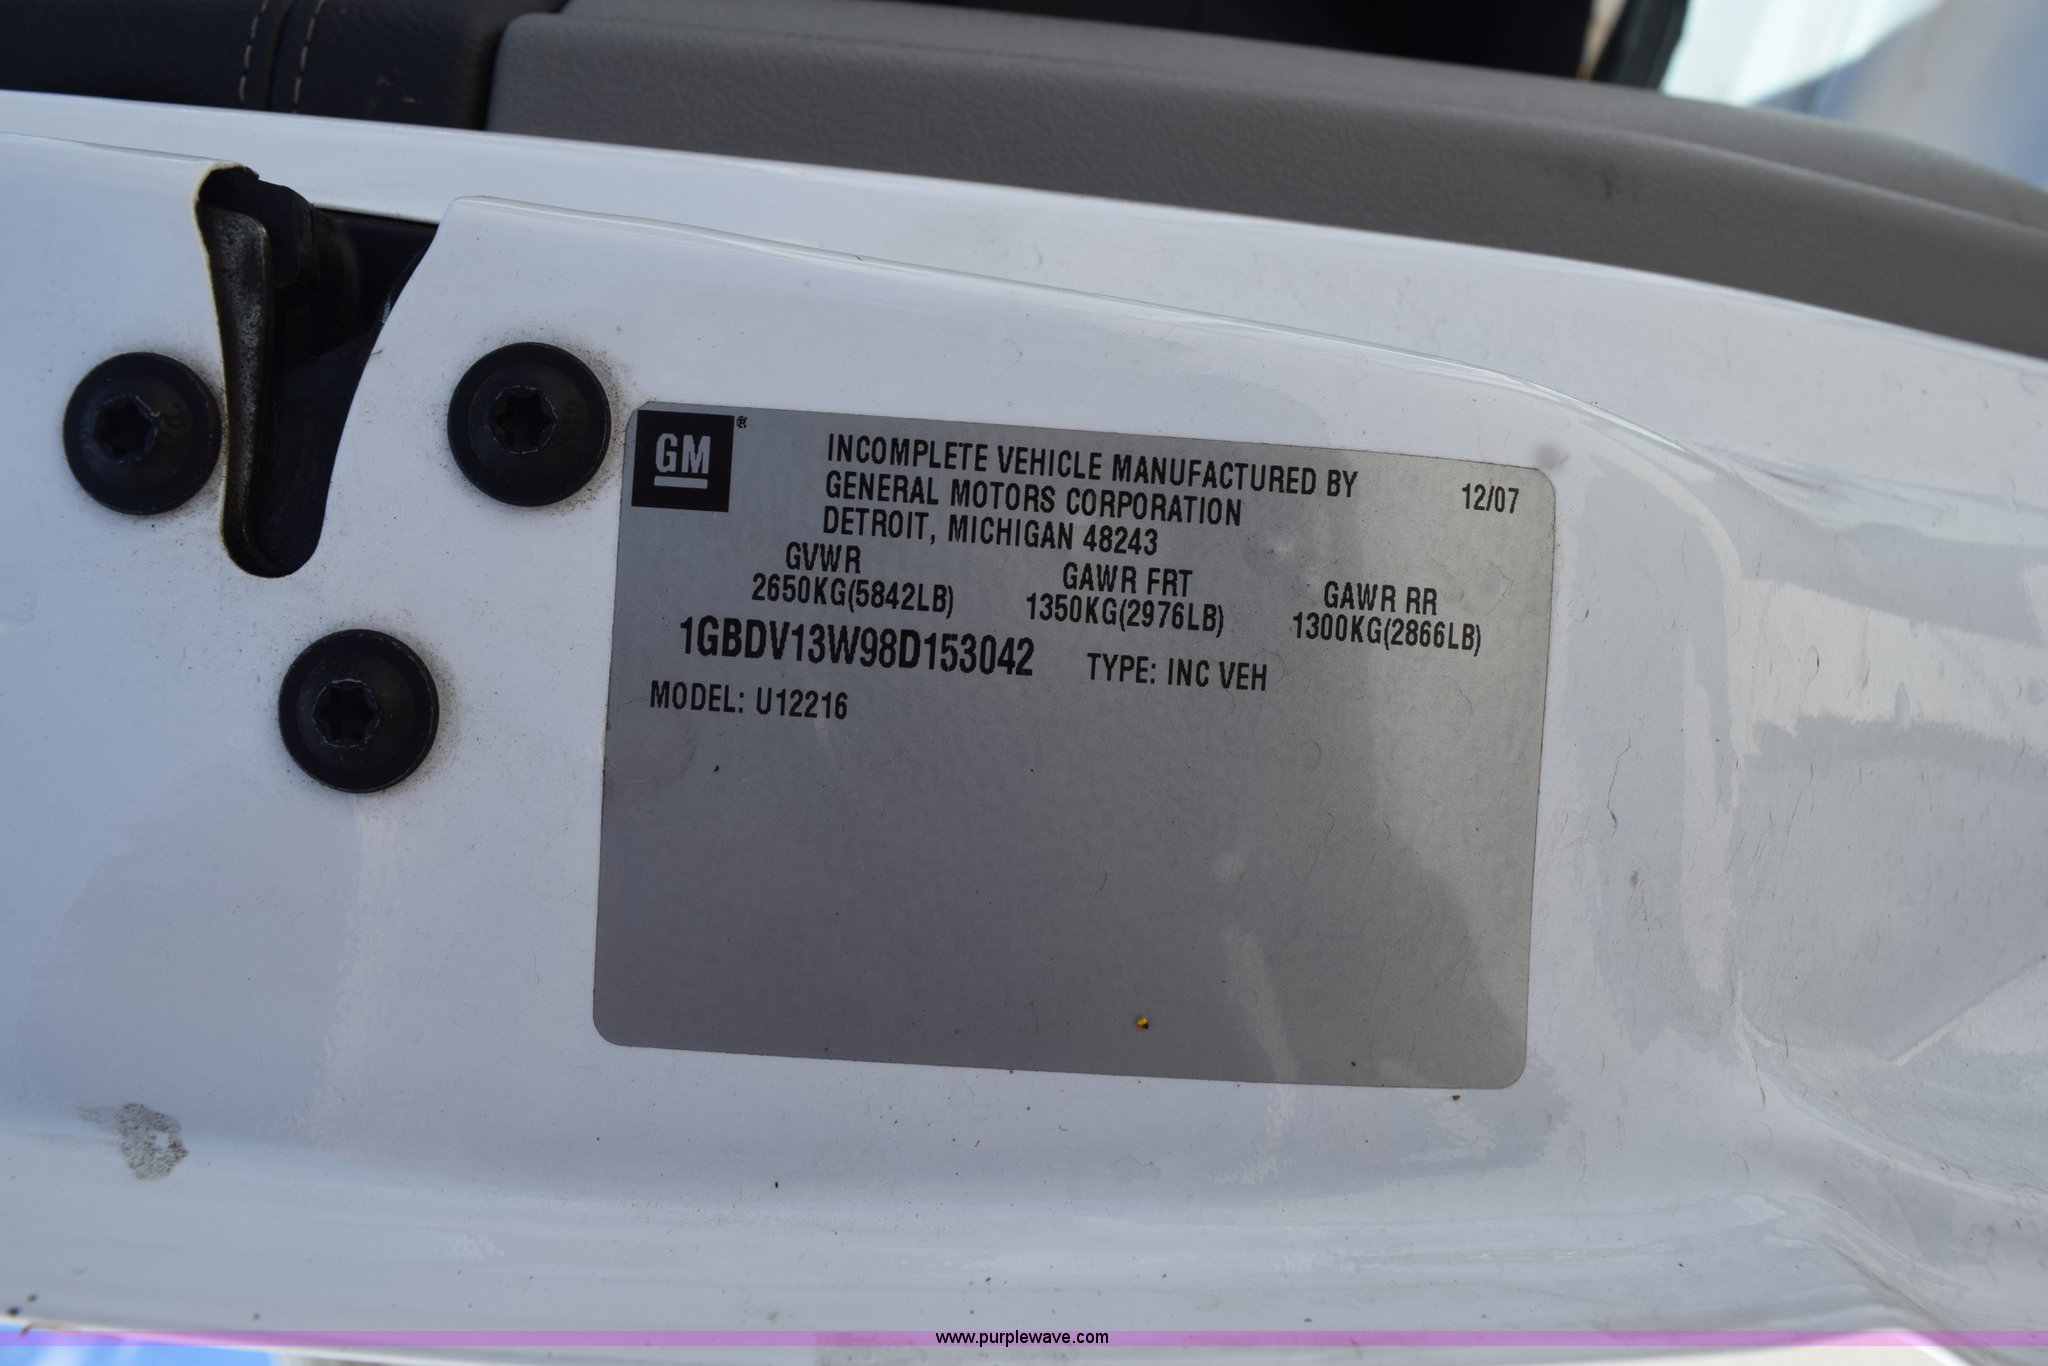 GM®
INCOMPLETE VEHICLE MANUFACTURED BY
GENERAL MOTORS CORPORATION
DETROIT, MICHIGAN 48243
12/07
GVWR GAWR FRT GAWR RR
2650KG(5842LB) 1350KG(2976LB) 1300KG(2866LB)
1GBDV13W98D153042 TYPE: INC VEH
MODEL: U12216
www.purplewave.com